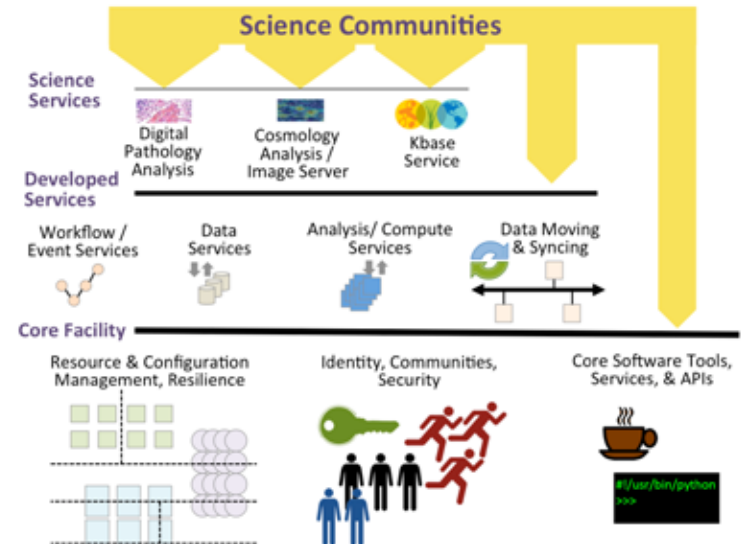 Science Communities
Science
Services
Digital
Pathology
Analysis
Cosmology
Analysis /
Image Server
Kbase
Service
Developed
Services
Workflow /
Event Services
Data
Services
Analysis/ Compute
Services
Data Moving
& Syncing
Core Facility
Resource & Configuration
Management, Resilience
Identity, Communities,
Security
Core Software Tools,
Services, & APIs
#!/usr/bin/python
>>>